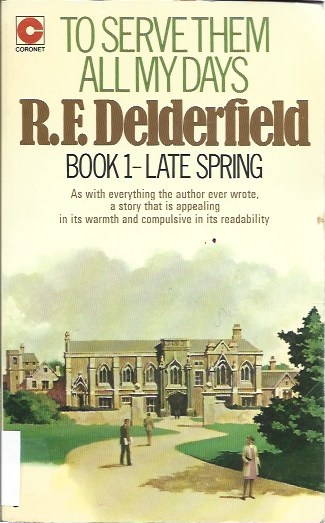 CORONET
TO SERVE THEM
ALL MY DAYS
R.F. Delderfield
BOOK 1-LATE SPRING
As with everything the author ever wrote,
a story that is appealing
in its warmth and compulsive in its readability